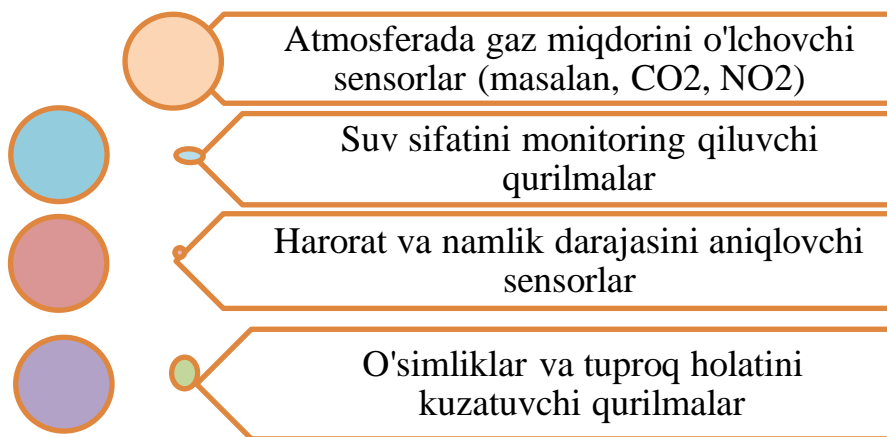 Atmosferada gaz miqdorini o'lchovchi
sensorlar (masalan, CO2, NO2)
Suv sifatini monitoring qiluvchi
qurilmalar
Harorat va namlik darajasini aniqlovchi
sensorlar
O'simliklar va tuproq holatini
kuzatuvchi qurilmalar